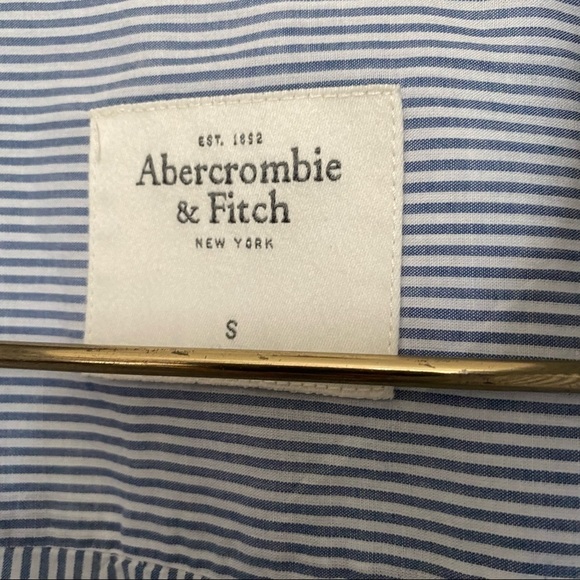 EST. 1892
Abercrombie
& Fitch
NEW YORK
S